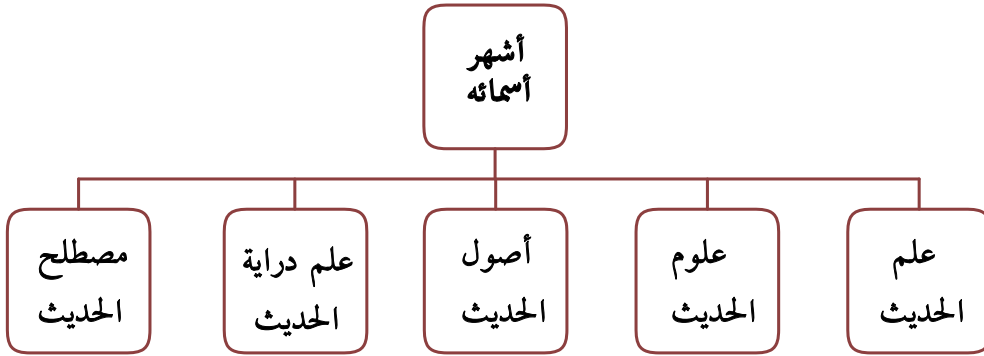 أشهر
أسمائه
علم
الحديث
علوم
الحديث
أصول
الحديث
علم دراية
الحديث
مصطلح
الحديث